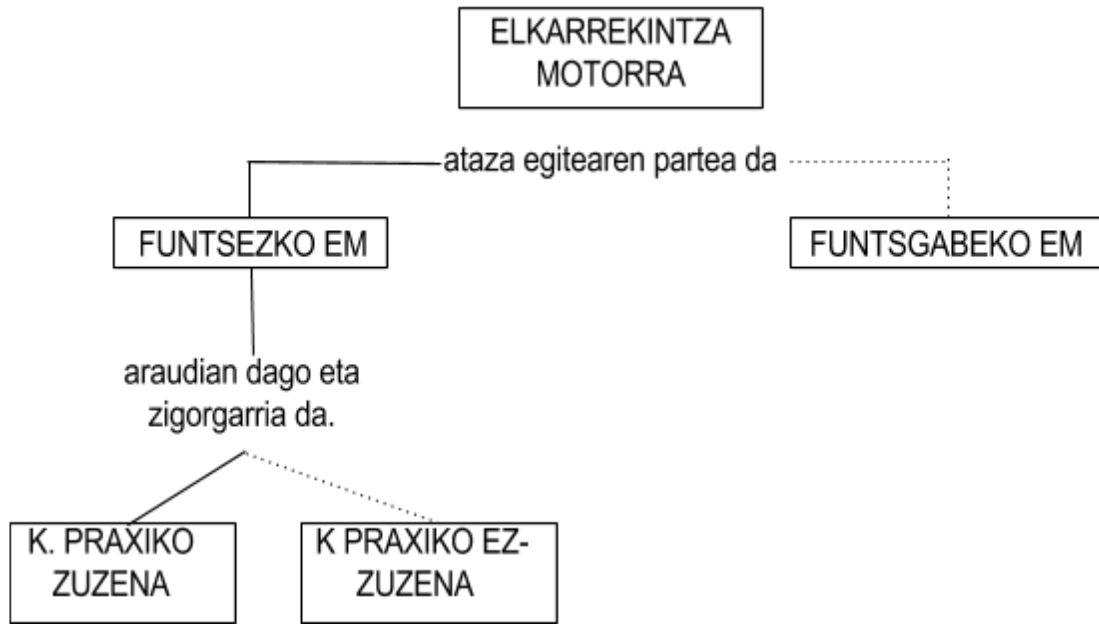 ELKARREKINTZA
MOTORRA
ataza egitearen partea da
FUNTSEZKO EM
FUNTSGABEKO EM
araudian dago eta
zigorgarria da.
K. PRAXIKO
ZUZENA
K PRAXIKO EZ-
ZUZENA